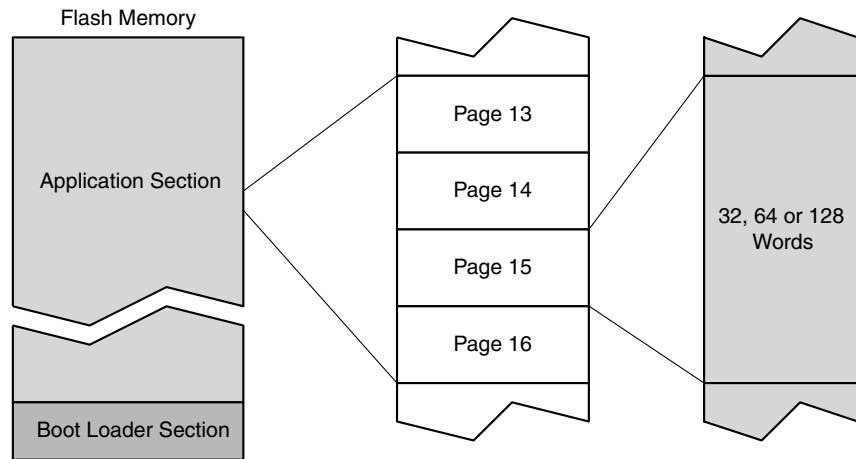 Flash Memory
Application Section
Boot Loader Section
Page 13
Page 14
Page 15
Page 16
32, 64 or 128
Words